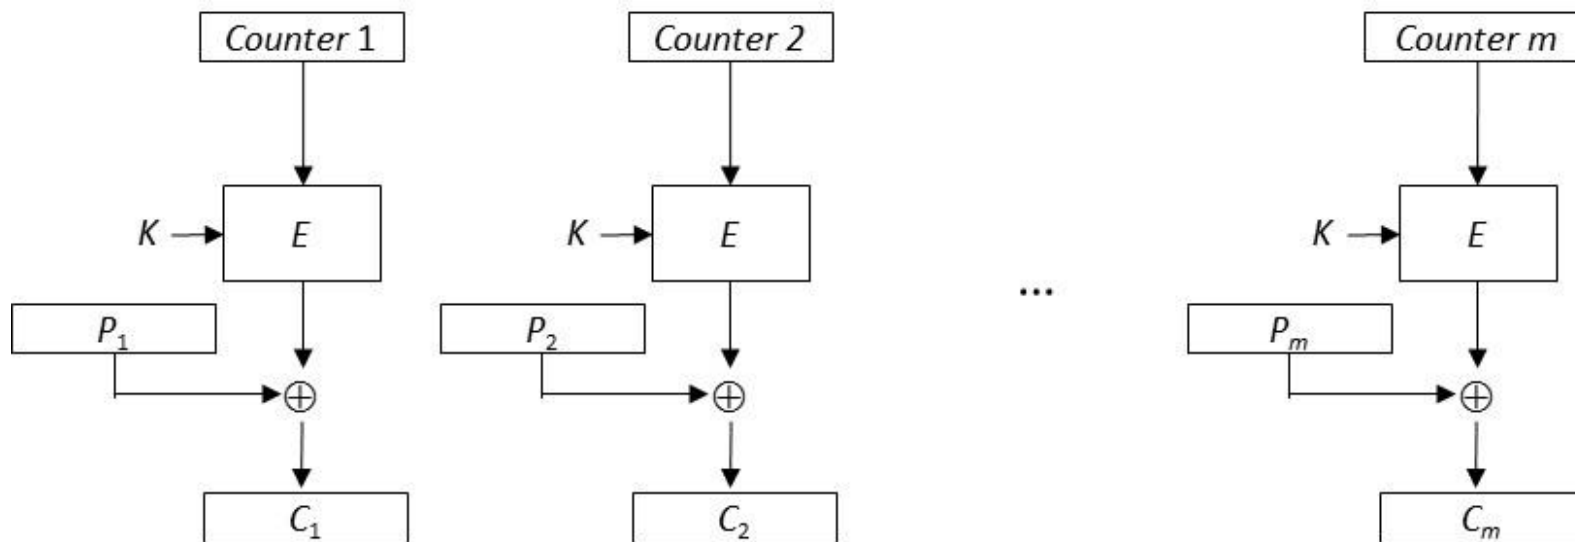 Counter 1 Counter 2 Counter m
K E K E K E
...
P1 P2 Pm
C1 C2 Cm